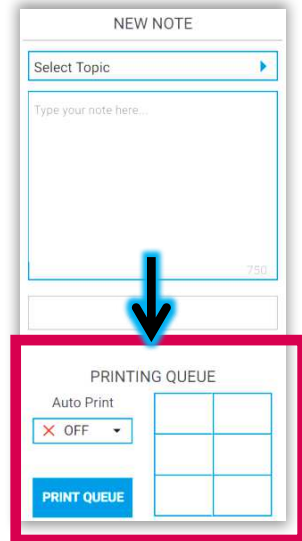 NEW NOTE
Select Topic
Type your note here...
750
PRINTING QUEUE
Auto Print
OFF
PRINT QUEUE